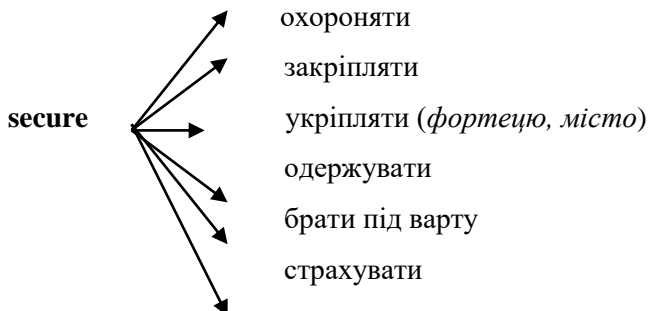 охороняти
закріпляти
secure укріпляти (фортецю, місто)
одержувати
брати під варту
страхувати